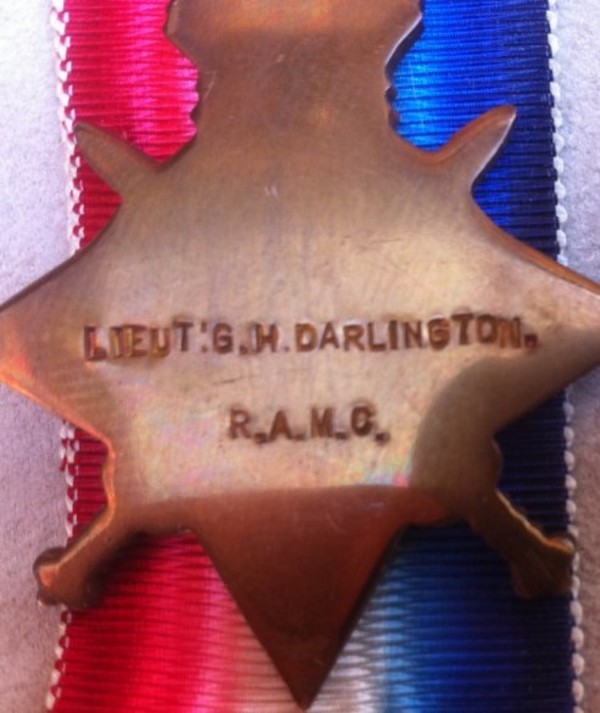 LIEUT: G. H. DARLINGTON.
R.A.M.C.